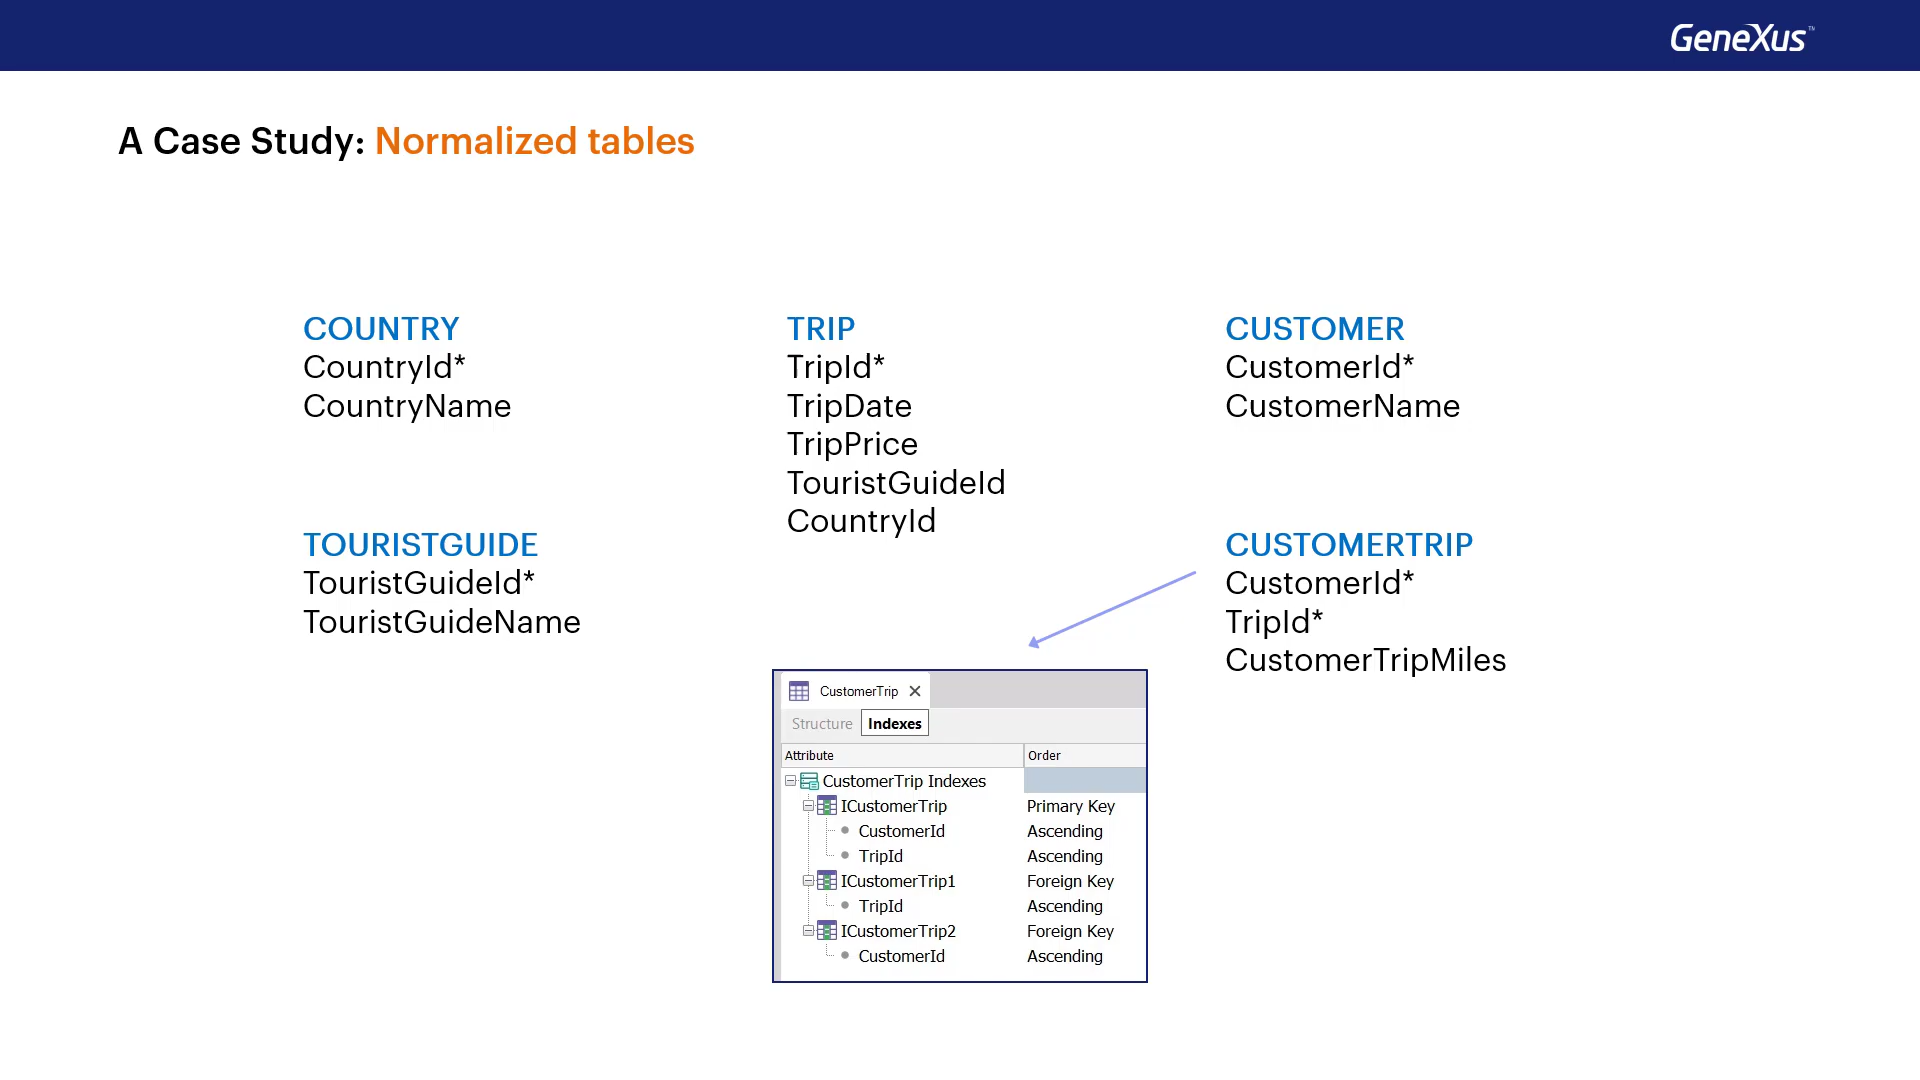 GeneXus™
A Case Study: Normalized tables
COUNTRY
CountryId*
CountryName
TOURISTGUIDE
TouristGuideId*
TouristGuideName
TRIP
TripId*
TripDate
TripPrice
TouristGuideId
CountryId
CUSTOMER
CustomerId*
CustomerName
CUSTOMERTRIP
CustomerId*
TripId*
CustomerTripMiles
CustomerTrip
Structure Indexes
Attribute Order
CustomerTrip Indexes
ICustomerTrip Primary Key
CustomerId Ascending
TripId Ascending
ICustomerTrip1 Foreign Key
TripId Ascending
ICustomerTrip2 Foreign Key
CustomerId Ascending